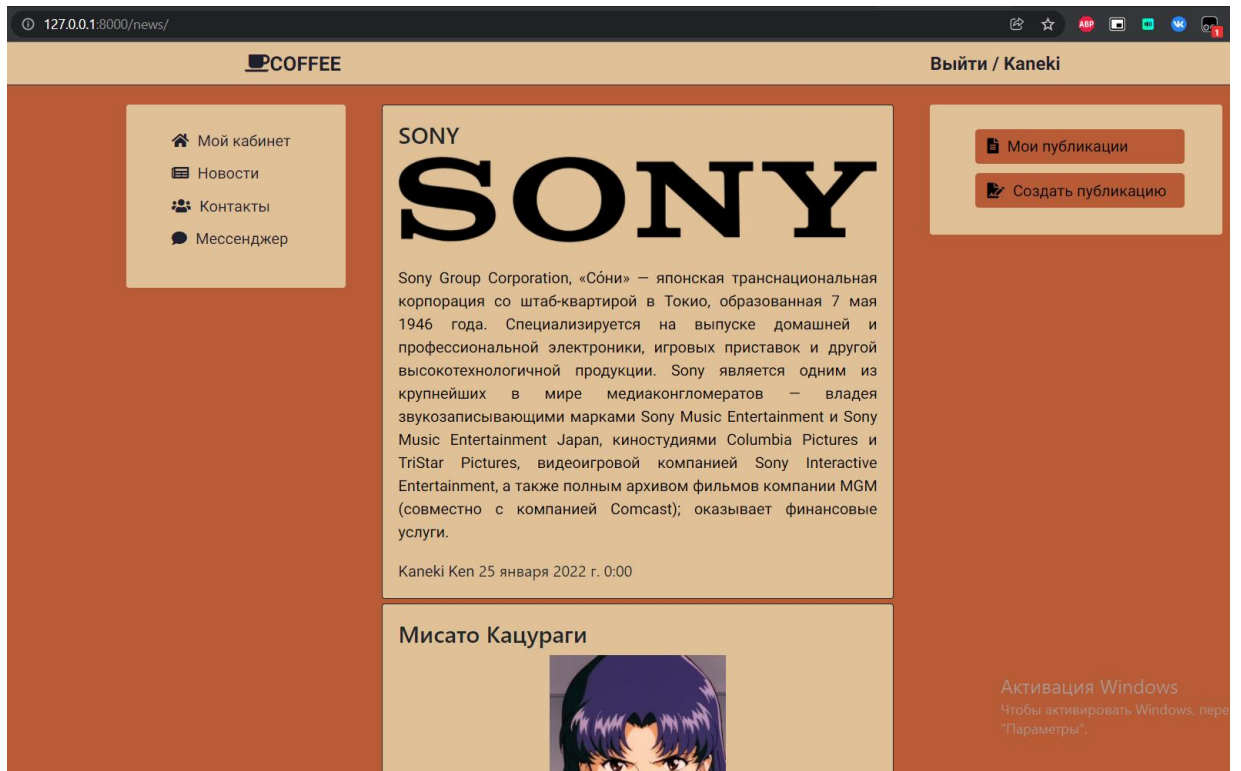 127.0.0.1:8000/news/
ABP
1
COFFEE
Выйти / Kaneki
Мой кабинет
Новости
Контакты
Мессенджер
SONY
SONY
Sony Group Corporation, «Со́ни» — японская транснациональная
корпорация со штаб-квартирой в Токио, образованная 7 мая
1946 года. Специализируется на выпуске домашней и
профессиональной электроники, игровых приставок и другой
высокотехнологичной продукции. Sony является одним из
крупнейших в мире медиаконгломератов — владея
звукозаписывающими марками Sony Music Entertainment и Sony
Music Entertainment Japan, киностудиями Columbia Pictures и
TriStar Pictures, видеоигровой компанией Sony Interactive
Entertainment, а также полным архивом фильмов компании MGM
(совместно с компанией Comcast); оказывает финансовые
услуги.
Kaneki Ken 25 января 2022 г. 0:00
Мисато Кацураги
Мои публикации
Создать публикацию
Активация Windows
Чтобы активировать Windows, пере
"Параметры".